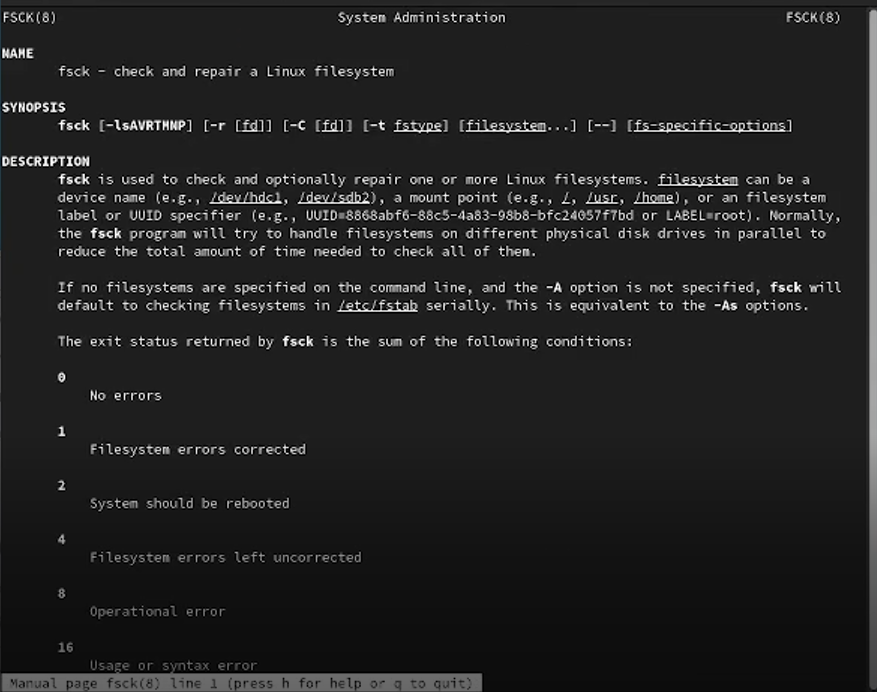 FSCK(8) System Administration FSCK(8)
NAME
fsck - check and repair a Linux filesystem
SYNOPSIS
fsck [-lsAVRTMNP] [-r [fd]] [-C [fd]] [-t fstype] [filesystem...] [--] [fs-specific-options]
DESCRIPTION
fsck is used to check and optionally repair one or more Linux filesystems. filesystem can be a
device name (e.g., /dev/hdc1, /dev/sdb2), a mount point (e.g., /, /usr, /home), or an filesystem
label or UUID specifier (e.g., UUID=8868abf6-88c5-4a83-98b8-bfc24057f7bd or LABEL=root). Normally,
the fsck program will try to handle filesystems on different physical disk drives in parallel to
reduce the total amount of time needed to check all of them.
If no filesystems are specified on the command line, and the -A option is not specified, fsck will
default to checking filesystems in /etc/fstab serially. This is equivalent to the -As options.
The exit status returned by fsck is the sum of the following conditions:
0
No errors
1
Filesystem errors corrected
2
System should be rebooted
4
Filesystem errors left uncorrected
8
Operational error
16
Usage or syntax error
Manual page fsck(8) line 1 (press h for help or q to quit)